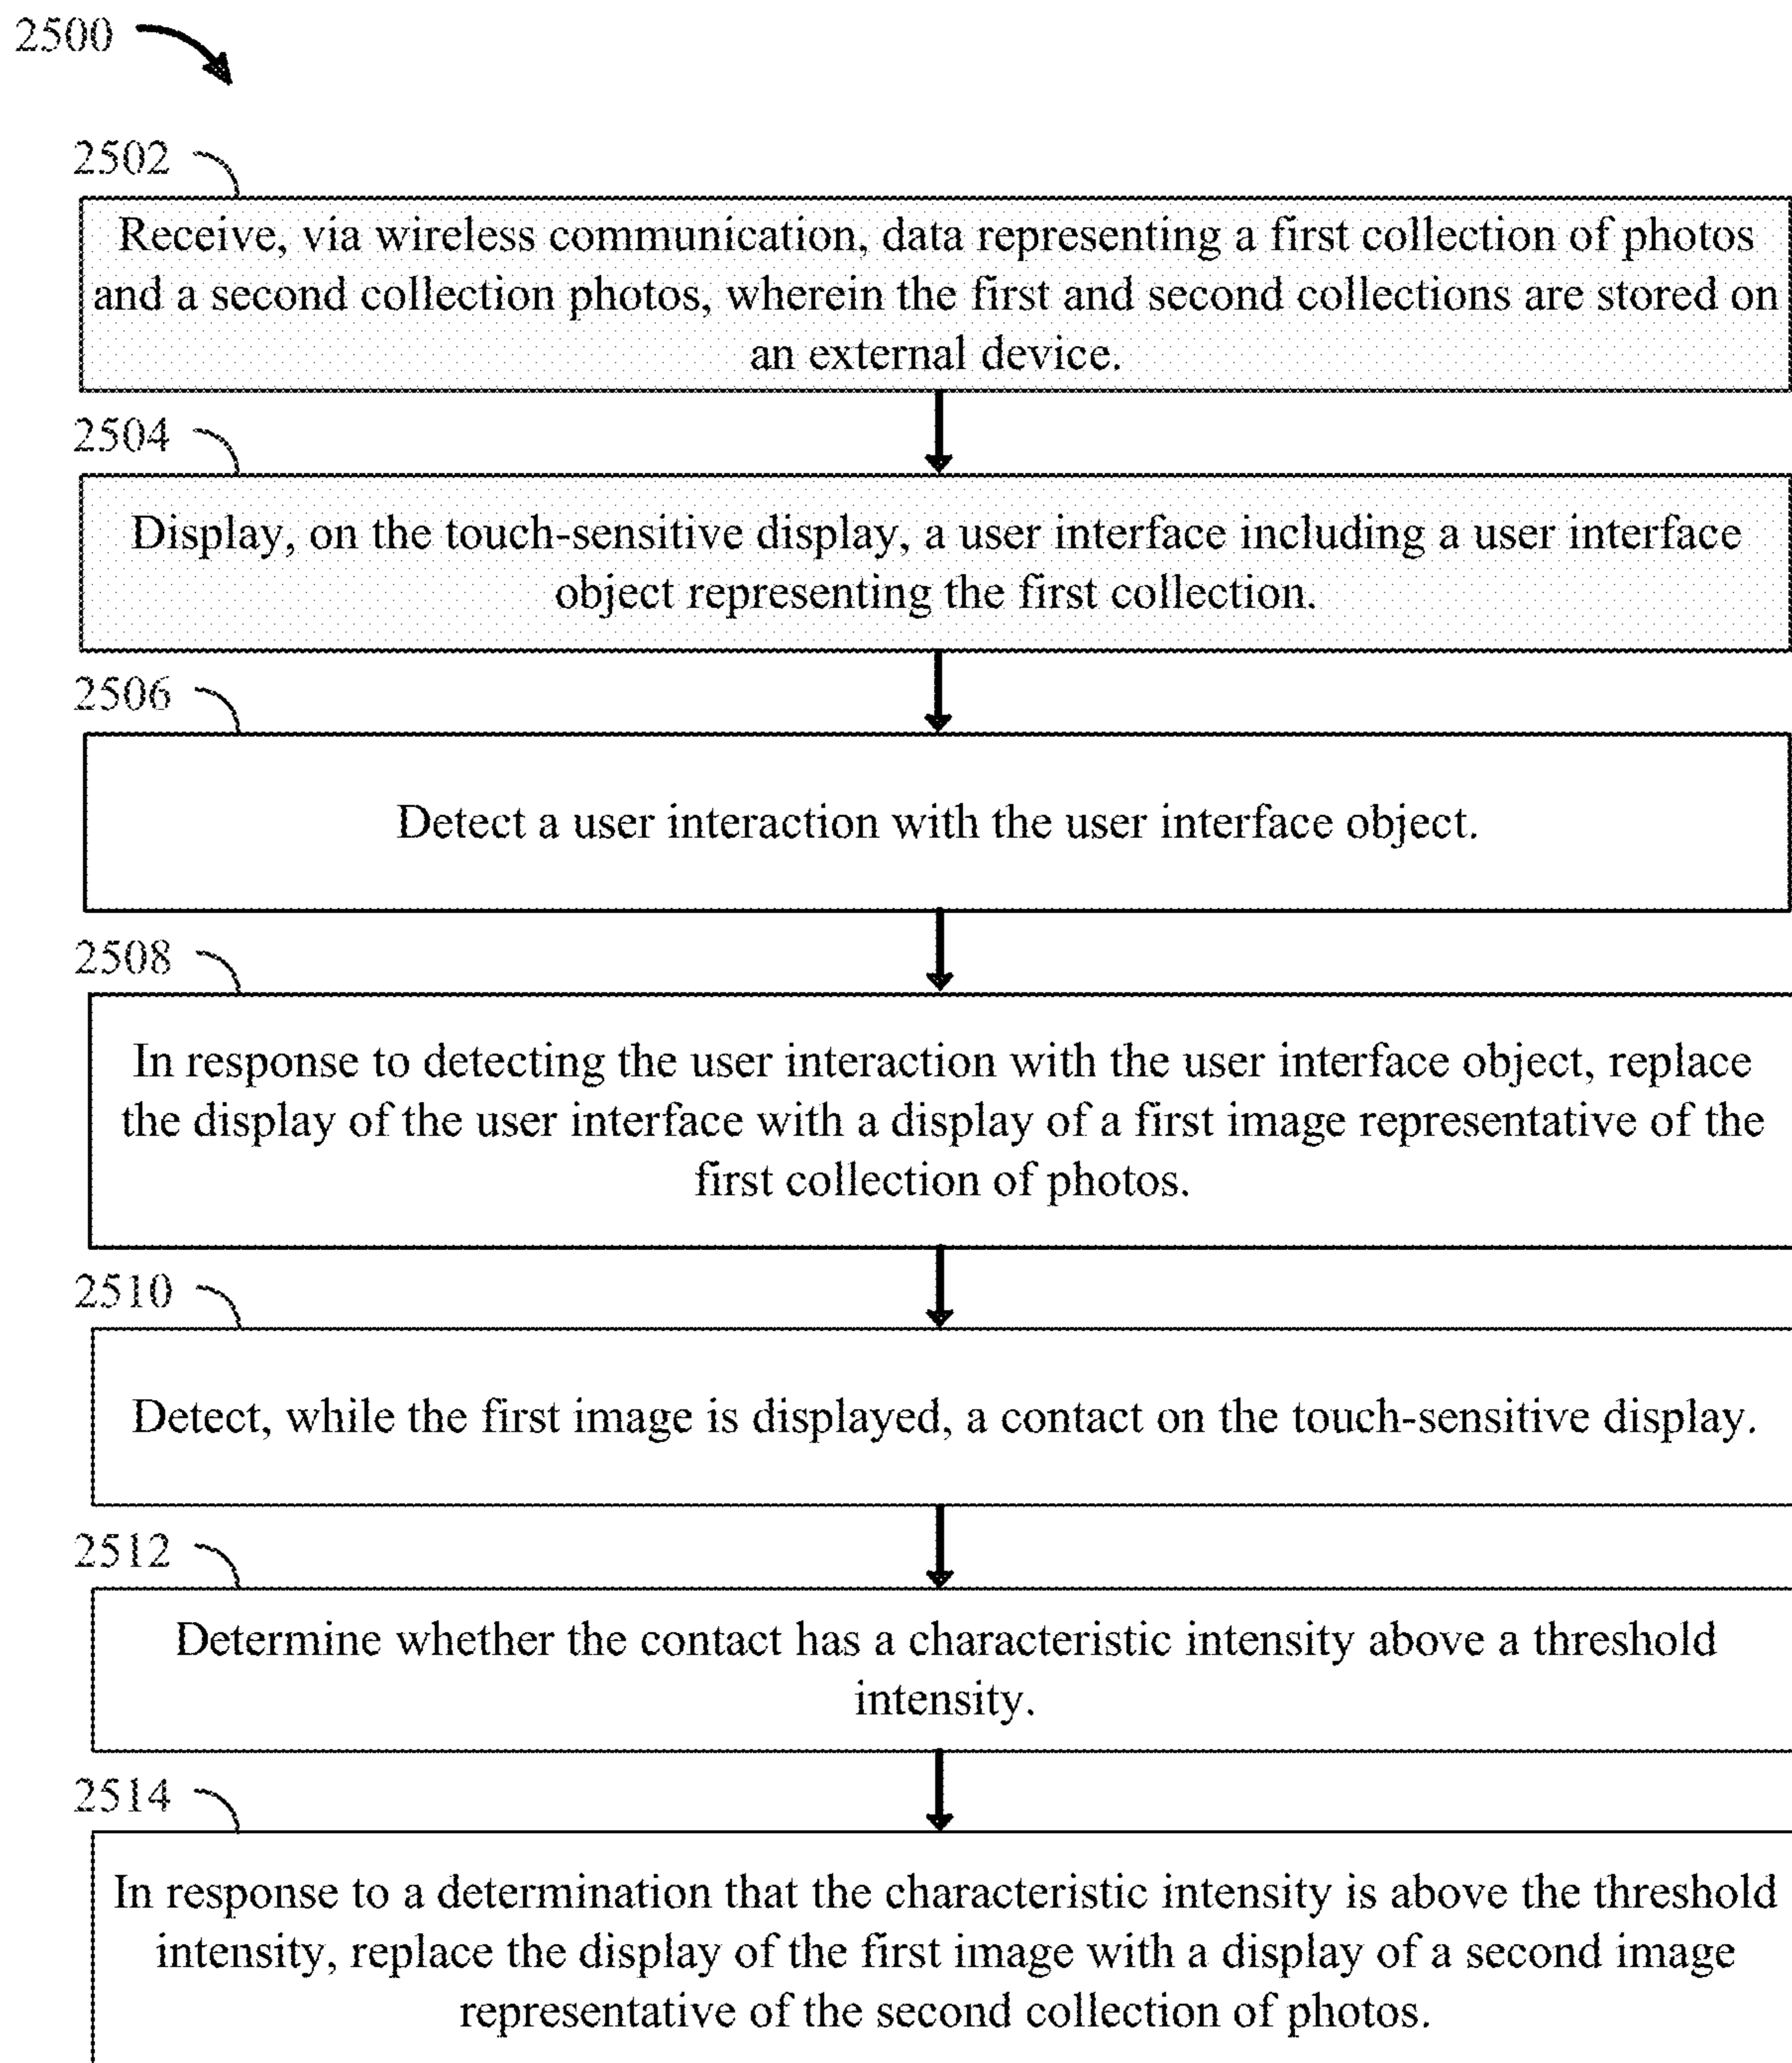 2500
2502
Receive, via wireless communication, data representing a first collection of photos
and a second collection photos, wherein the first and second collections are stored on
an external device.
2504
Display, on the touch-sensitive display, a user interface including a user interface
object representing the first collection.
2506
Detect a user interaction with the user interface object.
2508
In response to detecting the user interaction with the user interface object, replace
the display of the user interface with a display of a first image representative of the
first collection of photos.
2510
Detect, while the first image is displayed, a contact on the touch-sensitive display.
2512
Determine whether the contact has a characteristic intensity above a threshold
intensity.
2514
In response to a determination that the characteristic intensity is above the threshold
intensity, replace the display of the first image with a display of a second image
representative of the second collection of photos.